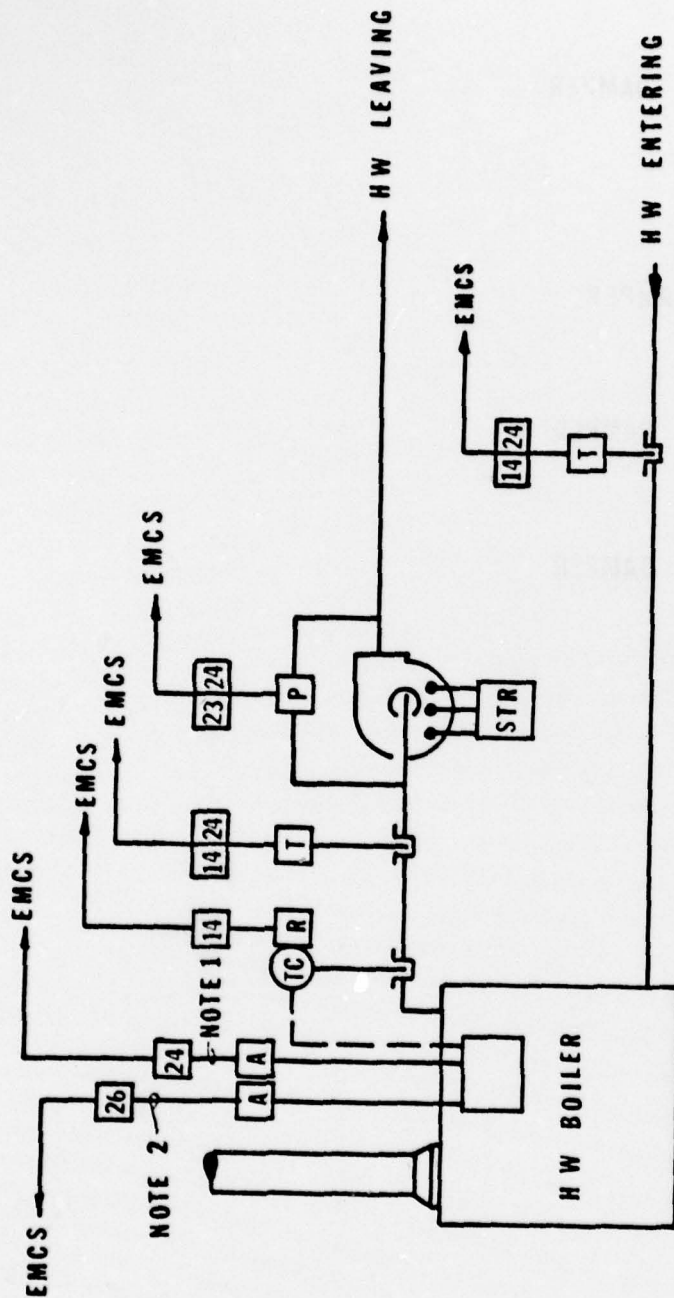 EMCS
26
NOTE 2
A
EMCS
24
NOTE 1
A
EMCS
14
R
TC
EMCS
14 24
T
EMCS
23 24
P
STR
HW LEAVING
EMCS
14 24
T
HW ENTERING
HW BOILER